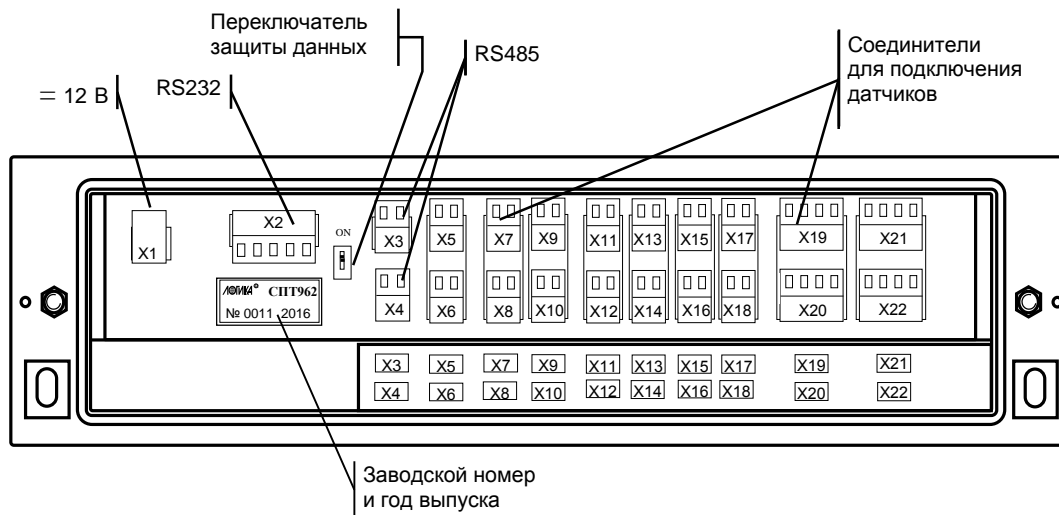 Переключатель
защиты данных
RS485
Соединители
для подключения
датчиков
= 12 В
RS232
X1
X2
ON
X3
X5
X7
X9
X11
X13
X15
X17
X19
X21
X4
X6
X8
X10
X12
X14
X16
X18
X20
X22
ЛОГИКА® СПТ962
№ 0011 2016
X3 X5 X7 X9 X11 X13 X15 X17 X19 X21
X4 X6 X8 X10 X12 X14 X16 X18 X20 X22
Заводской номер
и год выпуска